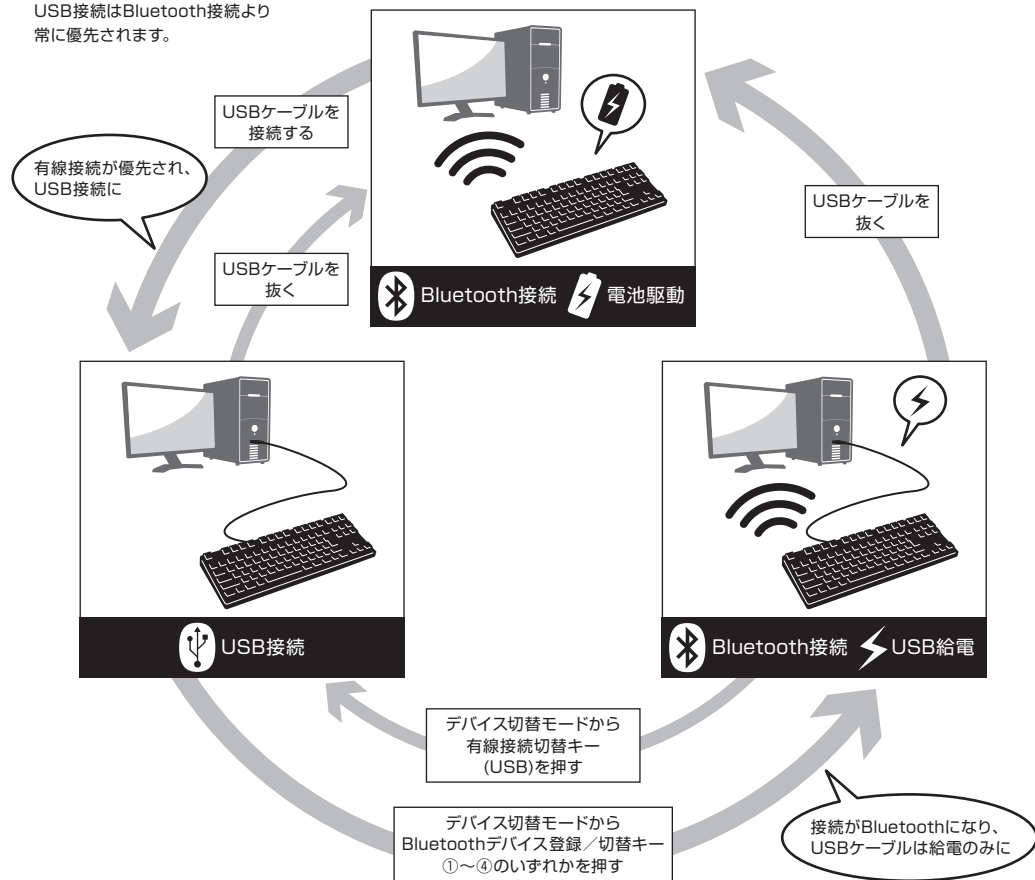 USB接続はBluetooth接続より
常に優先されます。
USBケーブルを
接続する
有線接続が優先され、
USB接続に
USBケーブルを
抜く
USBケーブルを
抜く
Bluetooth接続 電池駆動
USB接続
Bluetooth接続 USB給電
デバイス切替モードから
有線接続切替キー
(USB)を押す
デバイス切替モードから
Bluetoothデバイス登録／切替キー
①～④のいずれかを押す
接続がBluetoothになり、
USBケーブルは給電のみに